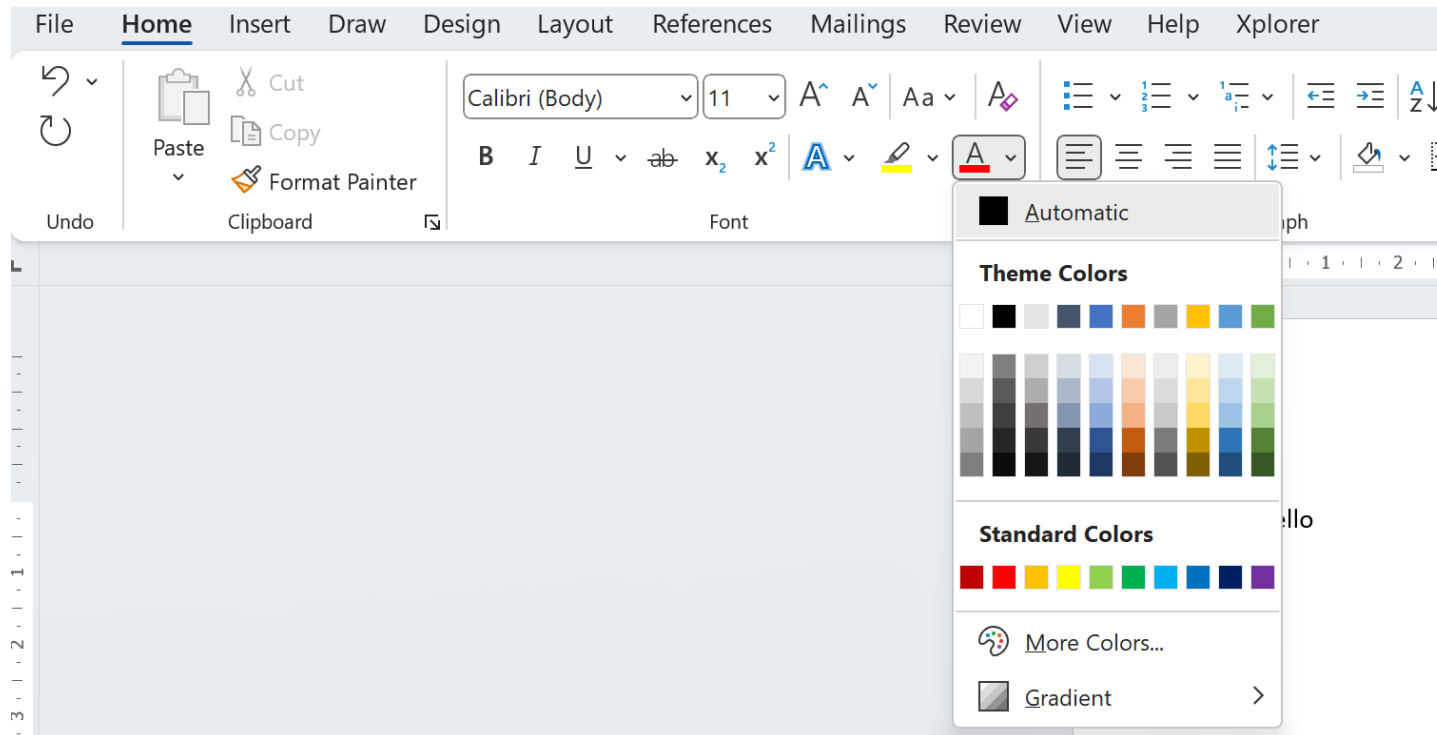 File Home Insert Draw Design Layout References Mailings Review View Help Xplorer
Cut
Calibri (Body) 11 Aa
Copy
Paste
B I U ab x2 x2 A A
Format Painter
Undo Clipboard Font aph
Automatic
1 2
Theme Colors
ello
Standard Colors
1
2
More Colors...
Gradient
3